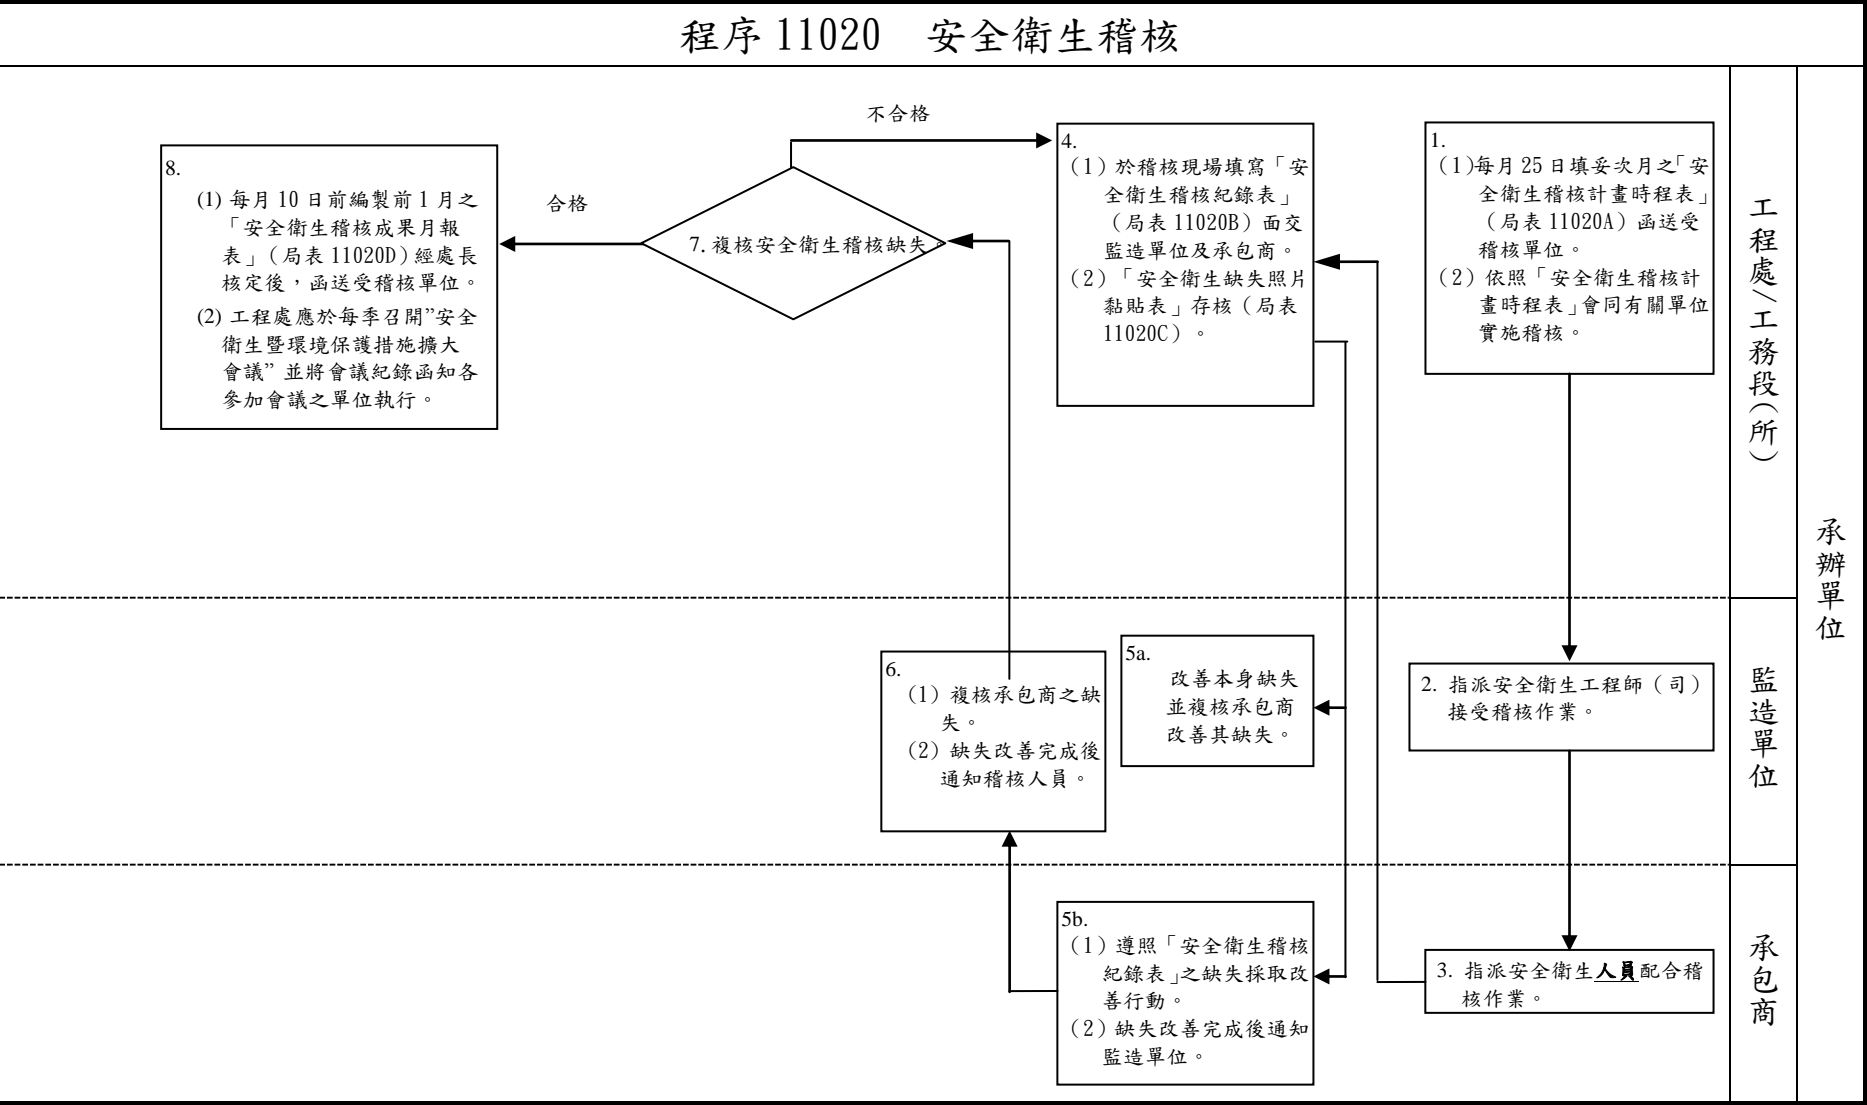 程序 11020　安全衛生稽核
不合格
合格
1.
（1）每月 25 日填妥次月之「安
全衛生稽核計畫時程表」
（局表 11020A）函送受
稽核單位。
（2）依照「安全衛生稽核計
畫時程表」會同有關單位
實施稽核。
2. 指派安全衛生工程師（司）
接受稽核作業。
3. 指派安全衛生人員配合稽
核作業。
4.
（1）於稽核現場填寫「安
全衛生稽核紀錄表」
（局表 11020B）面交
監造單位及承包商。
（2）「安全衛生缺失照片
黏貼表」存核（局表
11020C）。
5a.
改善本身缺失
並複核承包商
改善其缺失。
5b.
（1）遵照「安全衛生稽核
紀錄表」之缺失採取改
善行動。
（2）缺失改善完成後通知
監造單位。
6.
（1）複核承包商之缺
失。
（2）缺失改善完成後
通知稽核人員。
7. 複核安全衛生稽核缺失。
8.
(1) 每月 10 日前編製前 1 月之
「安全衛生稽核成果月報
表」（局表 11020D）經處長
核定後，函送受稽核單位。
(2) 工程處應於每季召開”安全
衛生暨環境保護措施擴大
會議” 並將會議紀錄函知各
參加會議之單位執行。
工程處/工務段（所）
監造單位
承包商
承辦單位